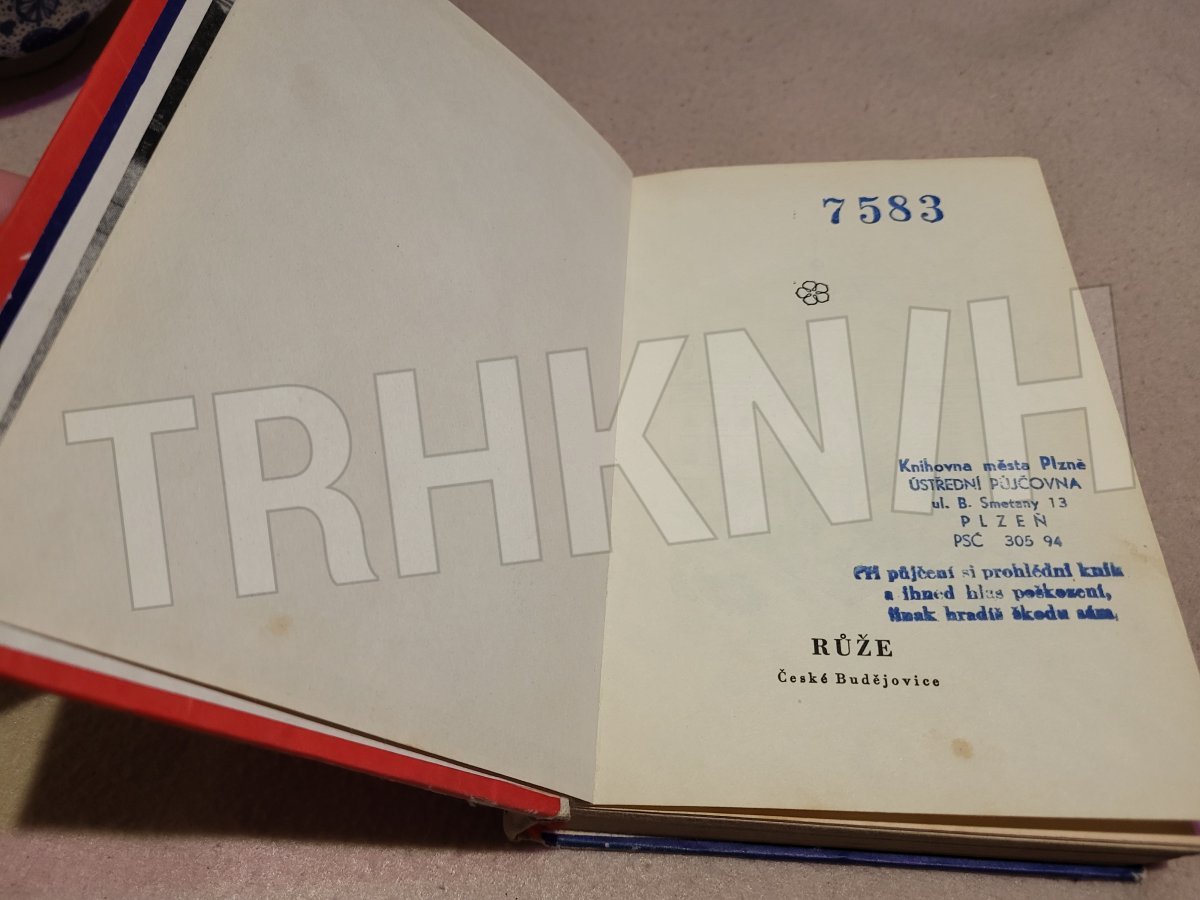 7583
TRHKNIH
Knihovna města Plzně
ÚSTŘEDNÍ PŮJČOVNA
ul. B. Smetany 13
PLZEŇ
PSČ 305 94
Při půjčení si prohlédni knih
a ihned hlas poškození,
jinak hradíš škodu sám.
RŮŽE
České Budějovice